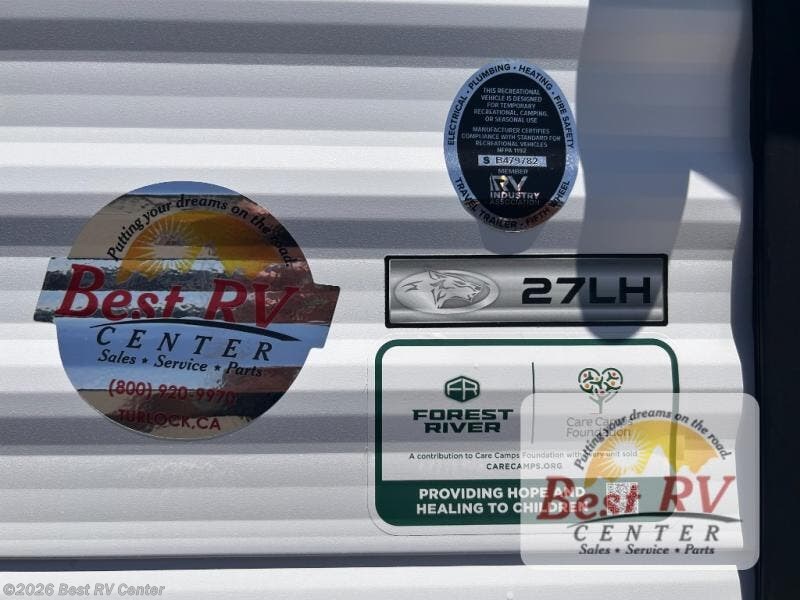 ELECTRICAL • PLUMBING • HEATING • FIRE SAFETY
THIS RECREATIONAL
VEHICLE IS DESIGNED
FOR TEMPORARY
RECREATIONAL, CAMPING,
OR SEASONAL USE
MANUFACTURER CERTIFIES
COMPLIANCE WITH STANDARD FOR
RECREATIONAL VEHICLES
NFPA 1192
S B479782
MEMBER
RV
INDUSTRY
ASSOCIATION
TRAVEL TRAILER • FIFTH WHEEL
Putting your dreams on the road.
Best RV
CENTER
Sales * Service * Parts
(800) 920-9970
TURLOCK, CA
27LH
FR
FOREST
RIVER
Care Camps
Foundation
A contribution to Care Camps Foundation with every unit sold
CARECAMPS.ORG
PROVIDING HOPE AND
HEALING TO CHILDREN
Putting your dreams on the road.
Best RV
CENTER
Sales * Service * Parts
©2026 Best RV Center